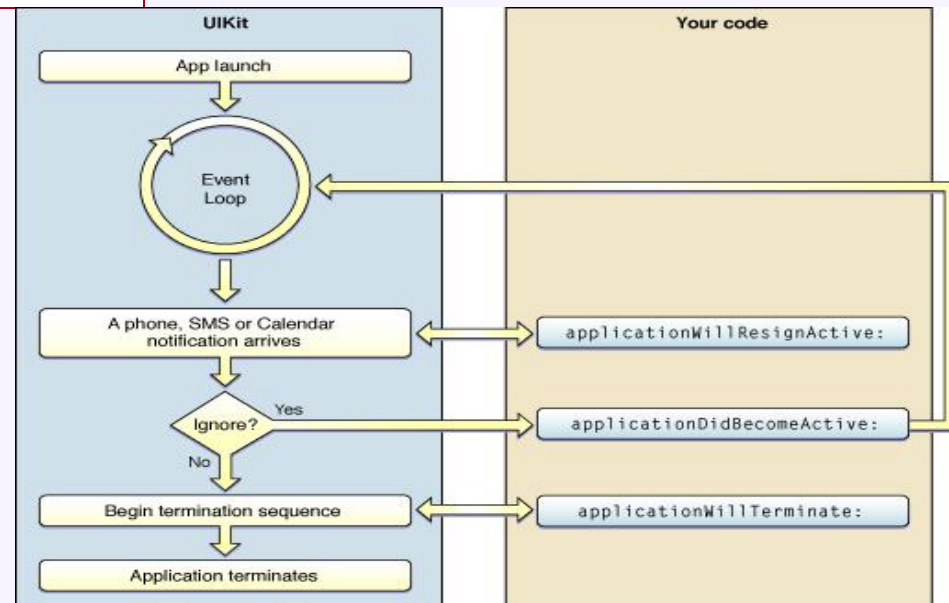 UIKit
Your code
App launch
Event
Loop
A phone, SMS or Calendar
notification arrives
applicationWillResignActive:
Ignore?
Yes
applicationDidBecomeActive:
No
Begin termination sequence
applicationWillTerminate:
Application terminates